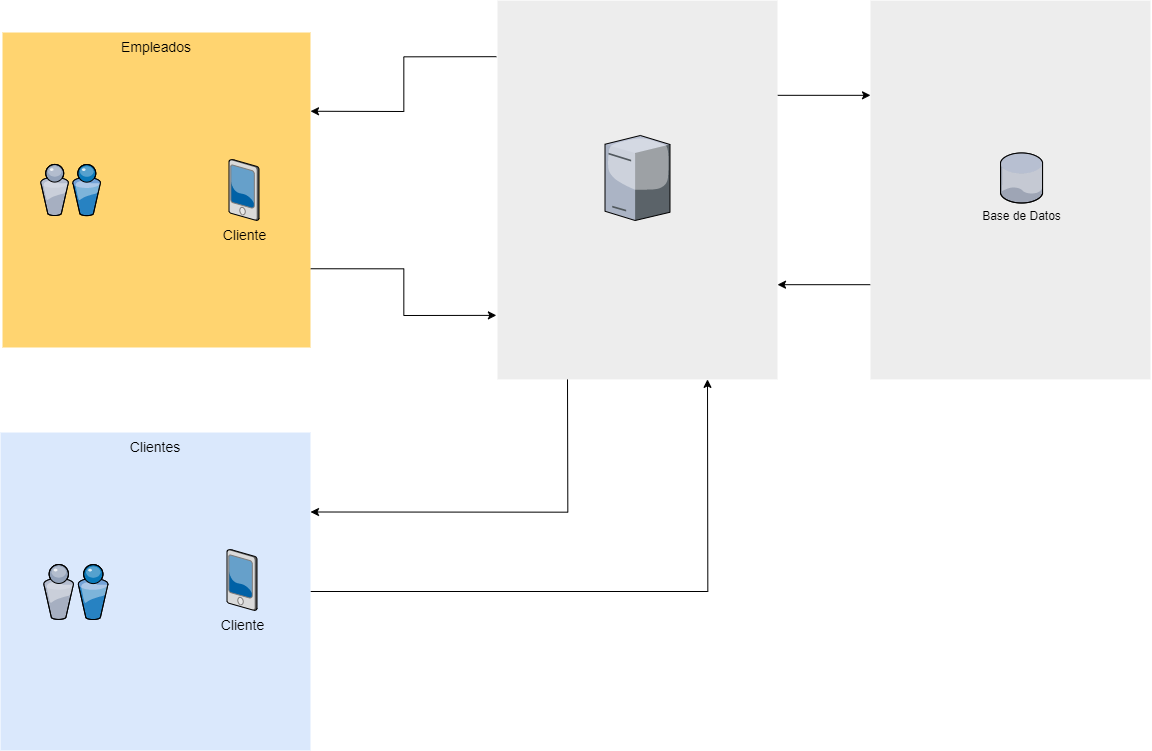 Empleados
Cliente
Base de Datos
Clientes
Cliente